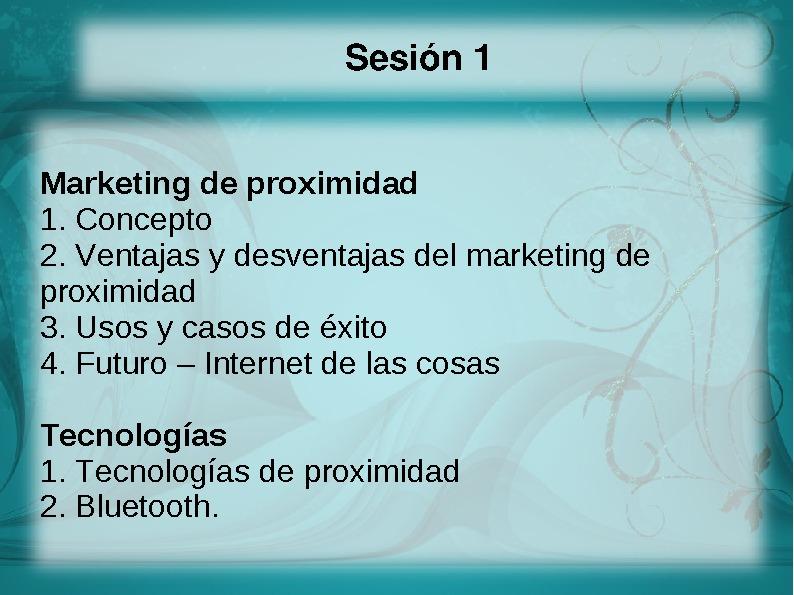 Sesión 1
Marketing de proximidad
1. Concepto
2. Ventajas y desventajas del marketing de
proximidad
3. Usos y casos de éxito
4. Futuro – Internet de las cosas
Tecnologías
1. Tecnologías de proximidad
2. Bluetooth.